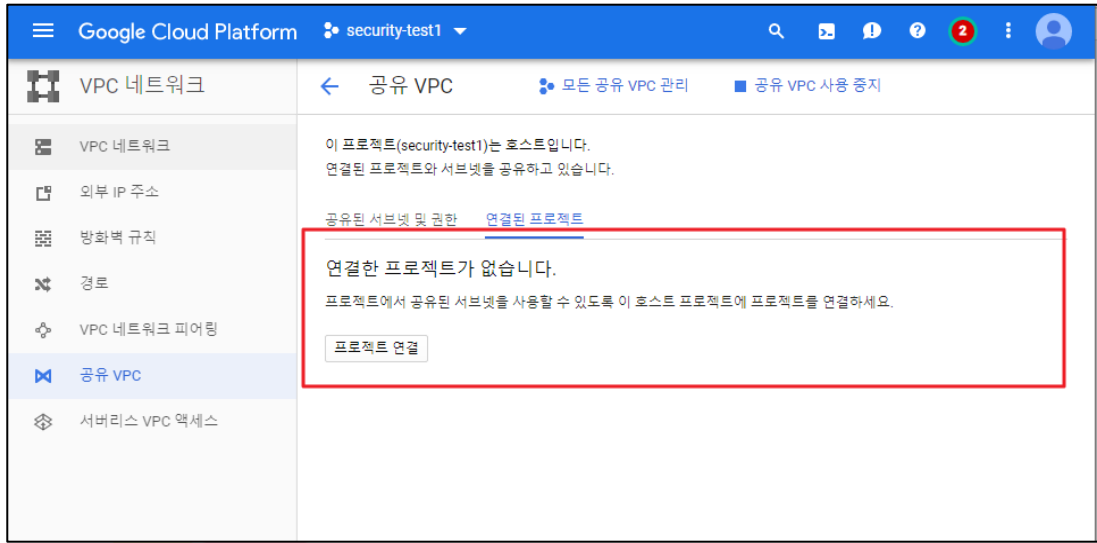 Google Cloud Platform
security-test1
2
VPC 네트워크
공유 VPC
모든 공유 VPC 관리
공유 VPC 사용 중지
VPC 네트워크
외부 IP 주소
방화벽 규칙
경로
VPC 네트워크 피어링
공유 VPC
서버리스 VPC 액세스
이 프로젝트(security-test1)는 호스트입니다.
연결된 프로젝트와 서브넷을 공유하고 있습니다.
공유된 서브넷 및 권한
연결된 프로젝트
연결한 프로젝트가 없습니다.
프로젝트에서 공유된 서브넷을 사용할 수 있도록 이 호스트 프로젝트에 프로젝트를 연결하세요.
프로젝트 연결